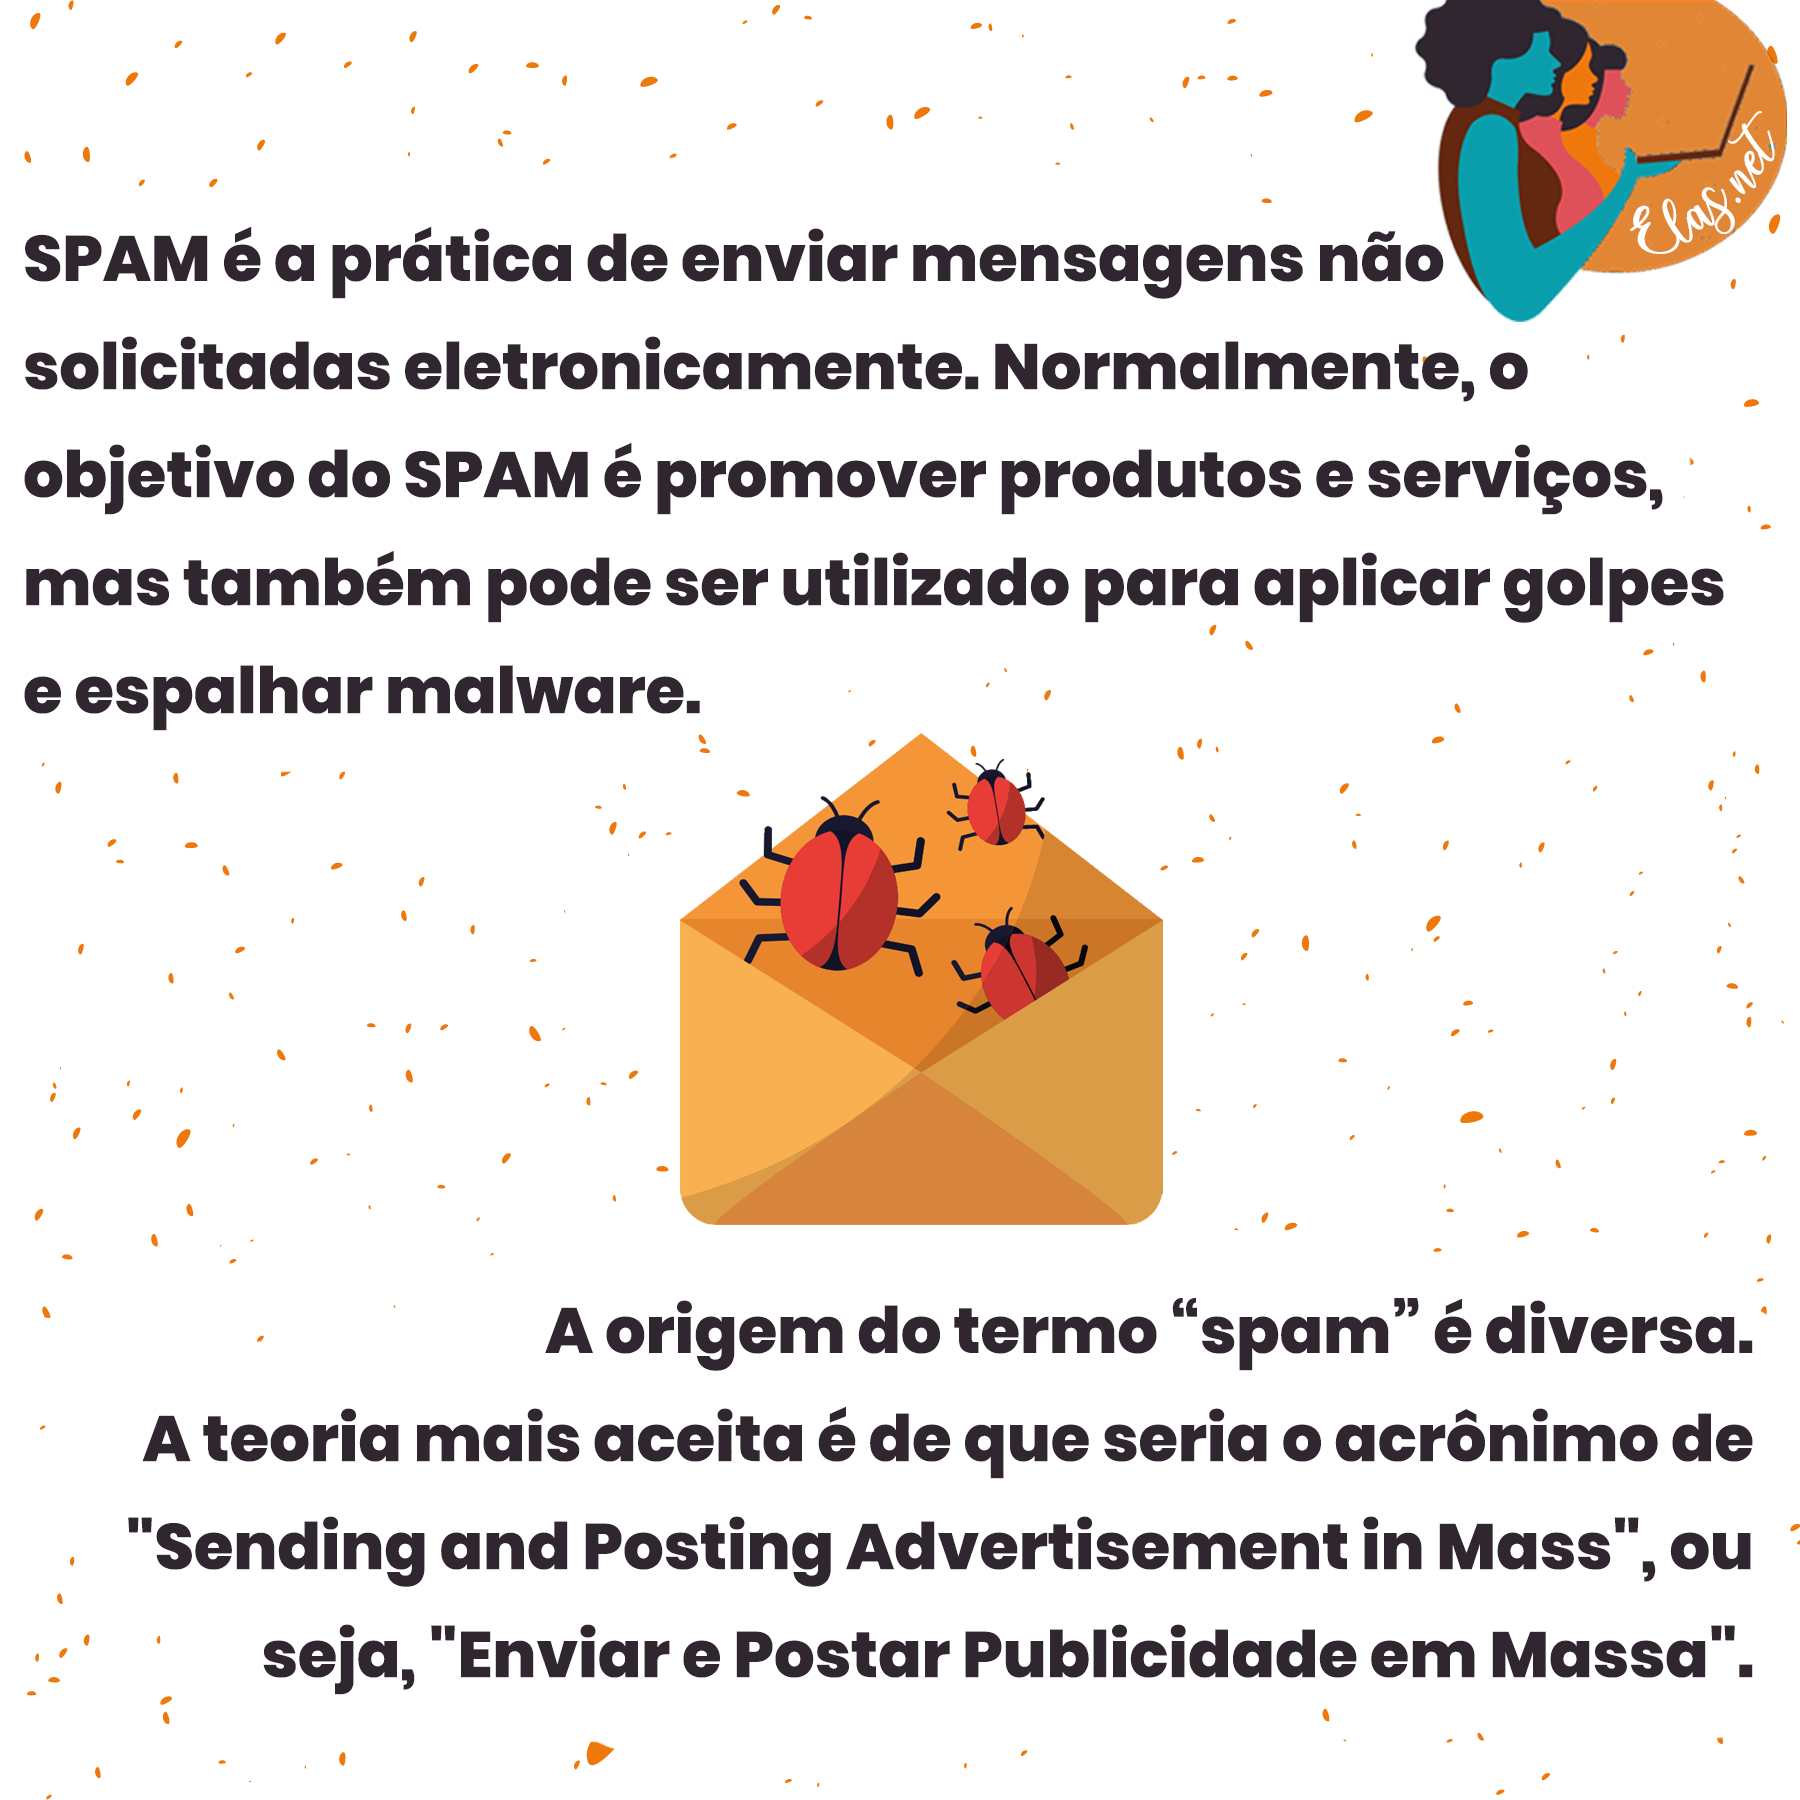 Elas.net
SPAM é a prática de enviar mensagens não
solicitadas eletronicamente. Normalmente, o
objetivo do SPAM é promover produtos e serviços,
mas também pode ser utilizado para aplicar golpes
e espalhar malware.
A origem do termo “spam” é diversa.
A teoria mais aceita é de que seria o acrônimo de
"Sending and Posting Advertisement in Mass", ou
seja, "Enviar e Postar Publicidade em Massa".